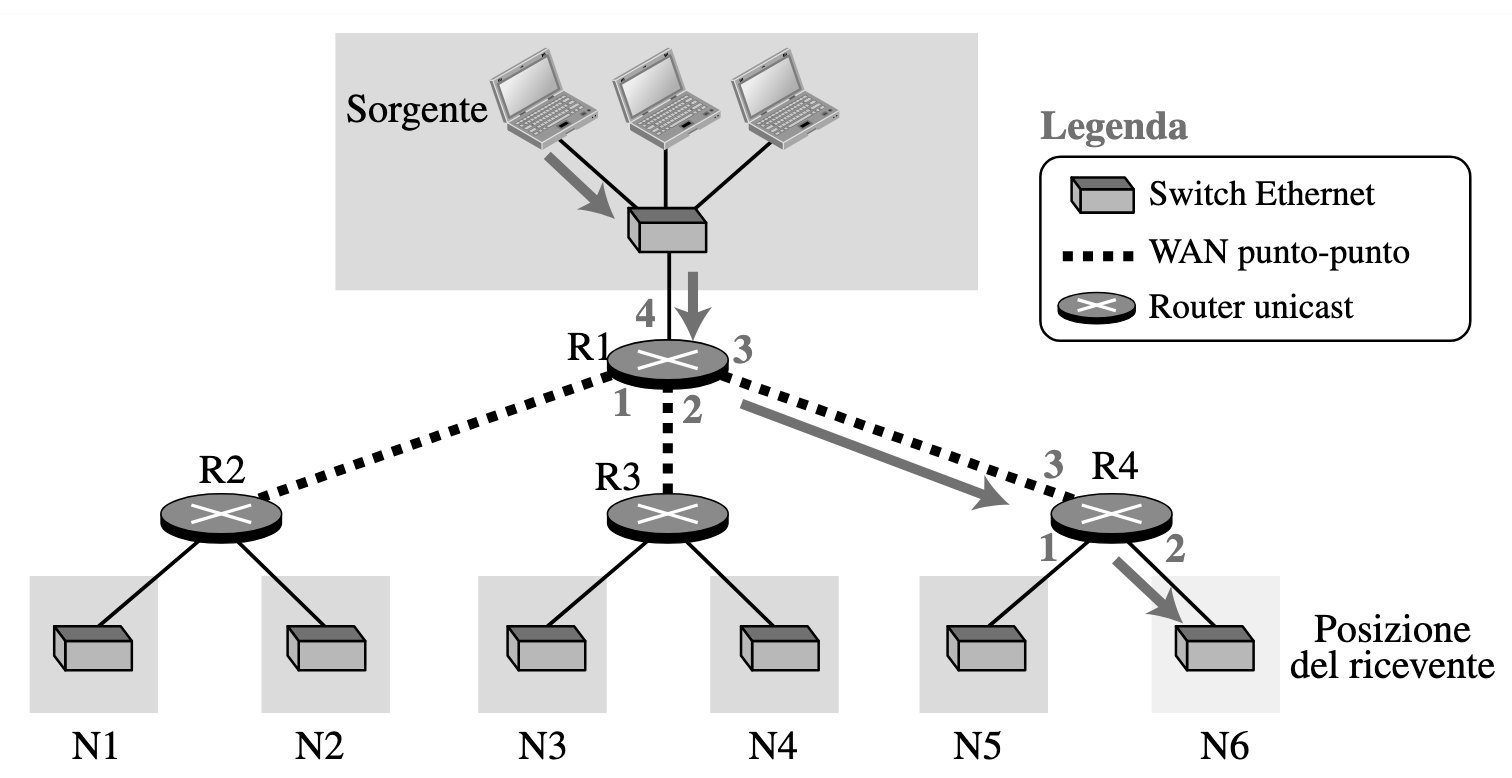 Sorgente
Legenda
Switch Ethernet
WAN punto-punto
Router unicast
4
R1
3
1
2
R2
R3
3
R4
1
2
Posizione
del ricevente
N1
N2
N3
N4
N5
N6